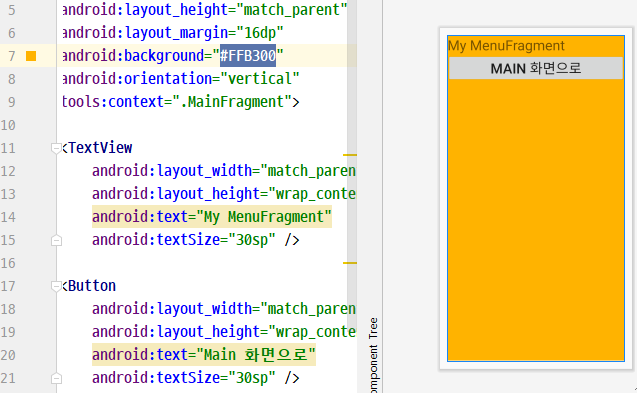 5 android:layout_height="match_parent"
6 android:layout_margin="16dp"
7 android:background="#FFB300"
8 android:orientation="vertical"
9 tools:context=".MainFragment">
10
11 <TextView
12 android:layout_width="match_paren
13 android:layout_height="wrap_conte
14 android:text="My MenuFragment"
15 android:textSize="30sp" />
16
17 <Button
18 android:layout_width="match_paren
19 android:layout_height="wrap_conte
20 android:text="Main 화면으로"
21 android:textSize="30sp" />
omponent Tree
My MenuFragment
MAIN 화면으로